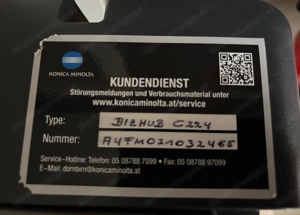 KONICA MINOLTA
KUNDENDIENST
Störungsmeldungen und Verbrauchsmaterial unter
www.konicaminolta.at/service
Type: BIZHUB C224
Nummer: A4FM021032465
Service-Hotline: Telefon: 05 08788 7099 • Fax: 05 08788 97099
E-Mail: dornbirn@konicaminolta.at